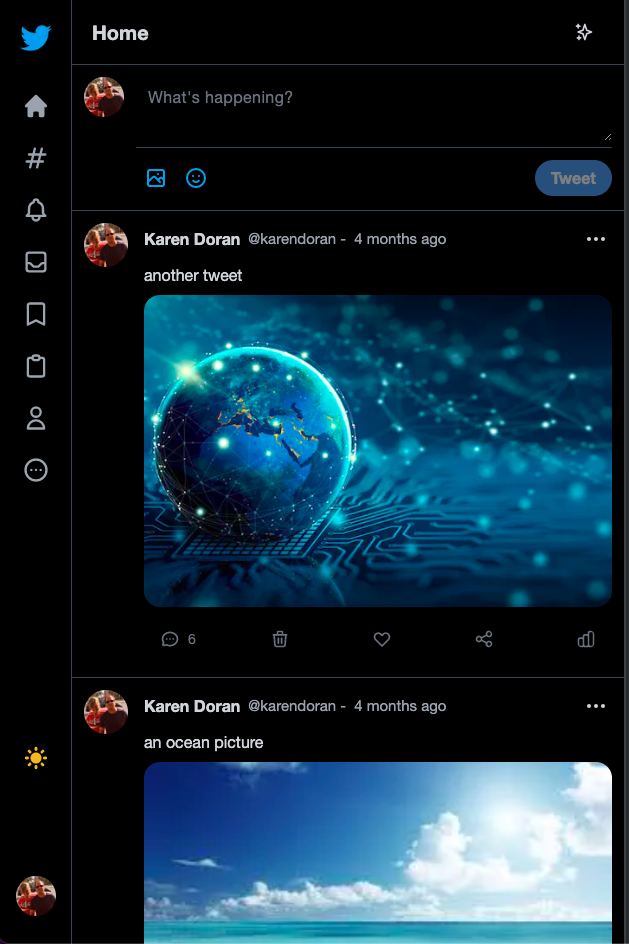 Home
What's happening?
Tweet
Karen Doran @karendoran - 4 months ago
another tweet
6
Karen Doran @karendoran - 4 months ago
an ocean picture